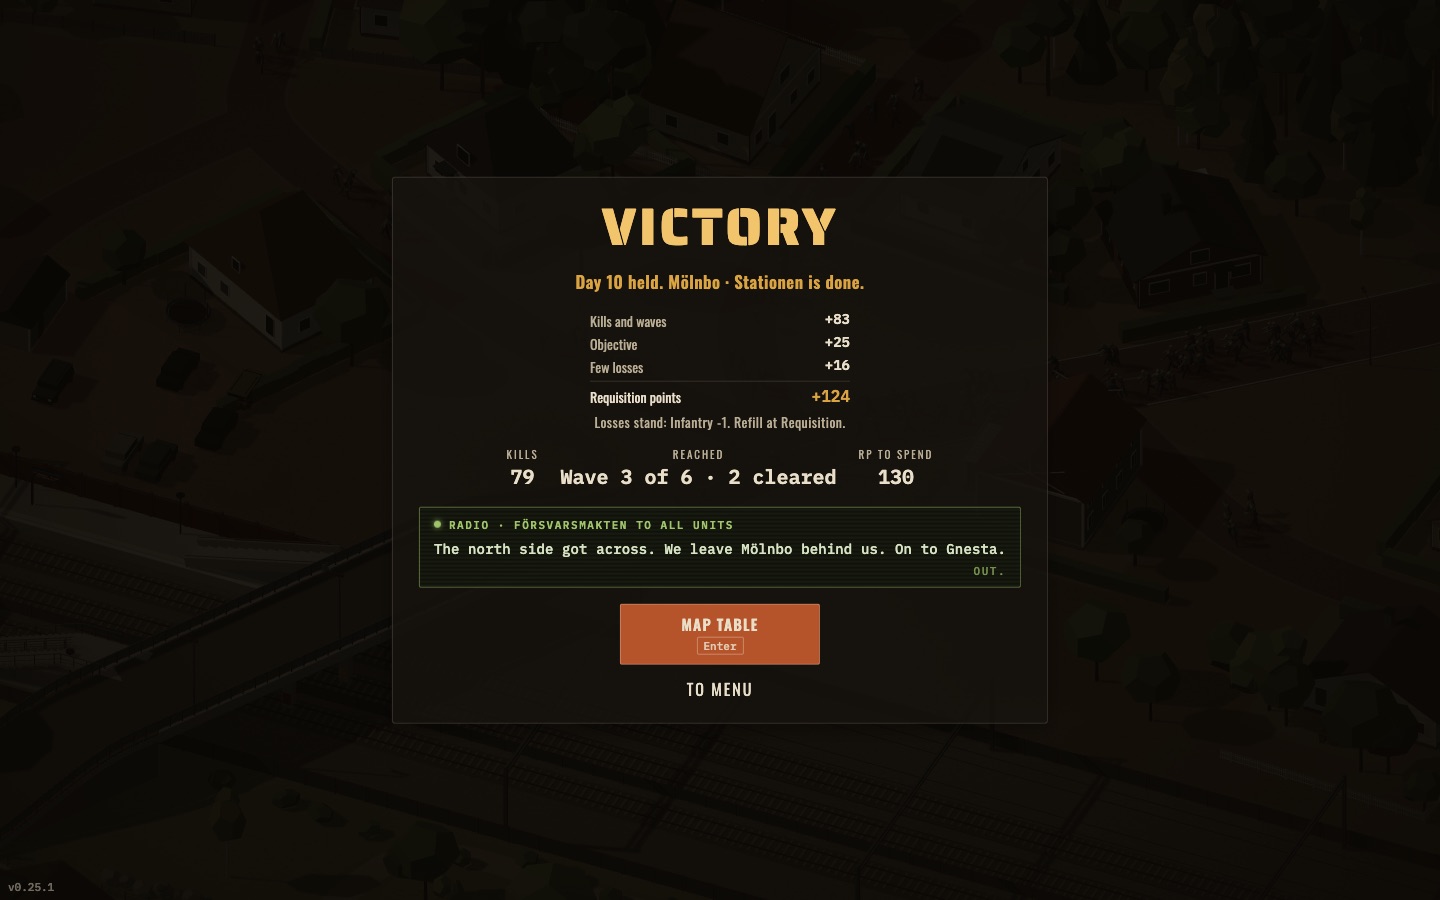 VICTORY
Day 10 held. Mölnbo · Stationen is done.
Kills and waves +83
Objective +25
Few losses +16
Requisition points +124
Losses stand: Infantry -1. Refill at Requisition.
KILLS REACHED RP TO SPEND
79 Wave 3 of 6 · 2 cleared 130
RADIO · FÖRSVARSMAKTEN TO ALL UNITS
The north side got across. We leave Mölnbo behind us. On to Gnesta.
OUT.
MAP TABLE
Enter
TO MENU
v0.25.1